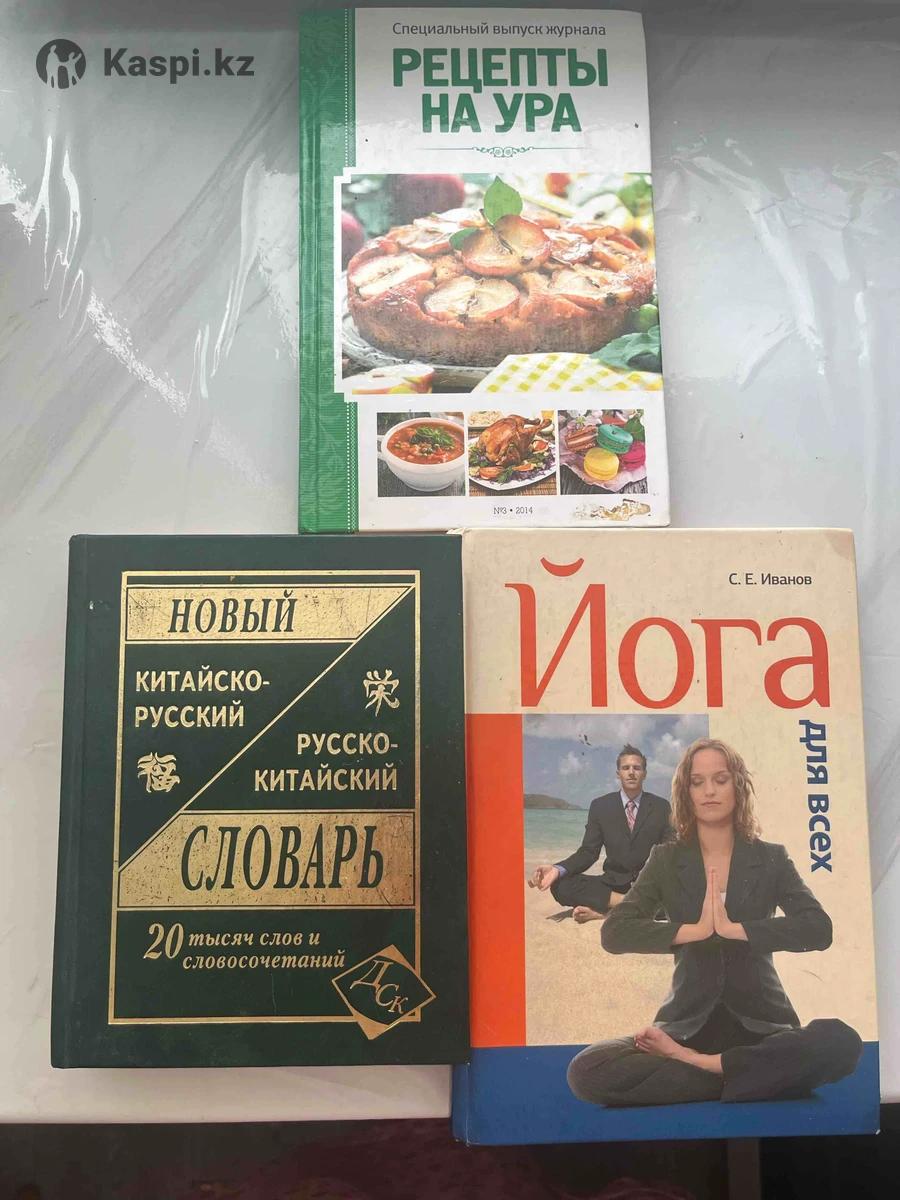 Kaspi.kz
Специальный выпуск журнала
РЕЦЕПТЫ
НА УРА
№3 • 2014
НОВЫЙ
КИТАЙСКО-
РУССКИЙ
РУССКО-
КИТАЙСКИЙ
СЛОВАРЬ
20 тысяч слов и
словосочетаний
ДСК
С. Е. Иванов
Йога
для всех